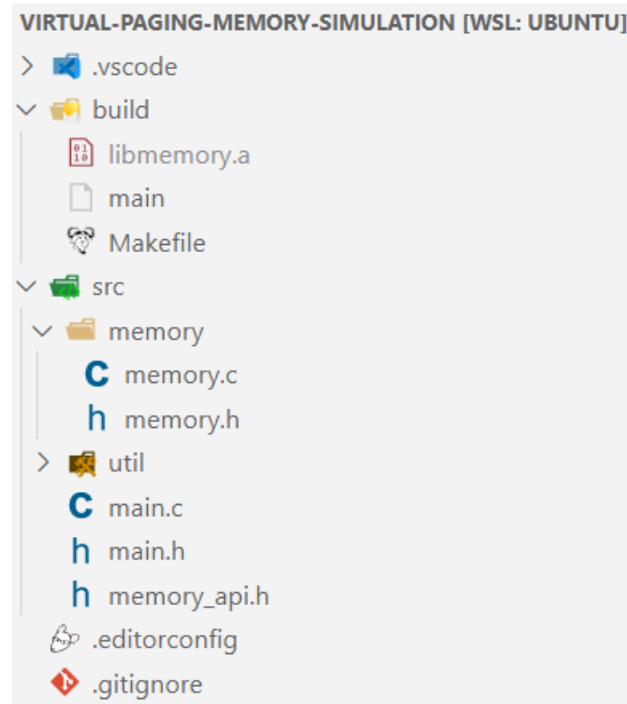 VIRTUAL-PAGING-MEMORY-SIMULATION [WSL: UBUNTU]
.vscode
build
libmemory.a
main
Makefile
src
memory
C memory.c
h memory.h
util
C main.c
h main.h
h memory_api.h
.editorconfig
.gitignore